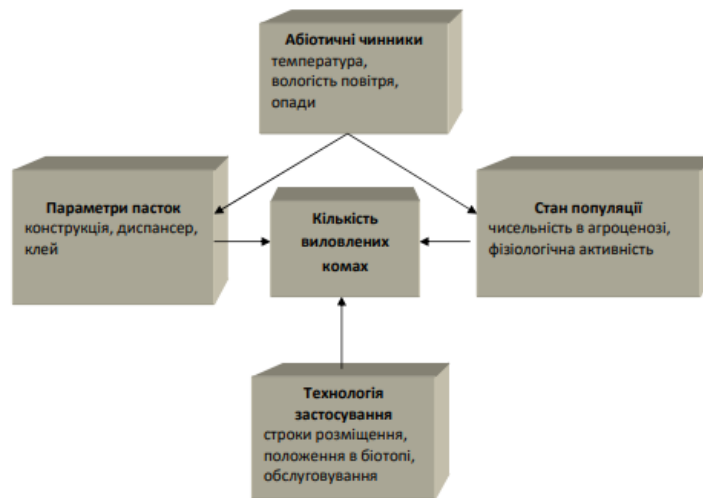 Абіотичні чинники
температура,
вологість повітря,
опади
Параметри пасток
конструкція, диспансер,
клей
Кількість
виловлених
комах
Стан популяції
чисельність в агроценозі,
фізіологічна активність
Технологія
застосування
строки розміщення,
положення в біотопі,
обслуговування